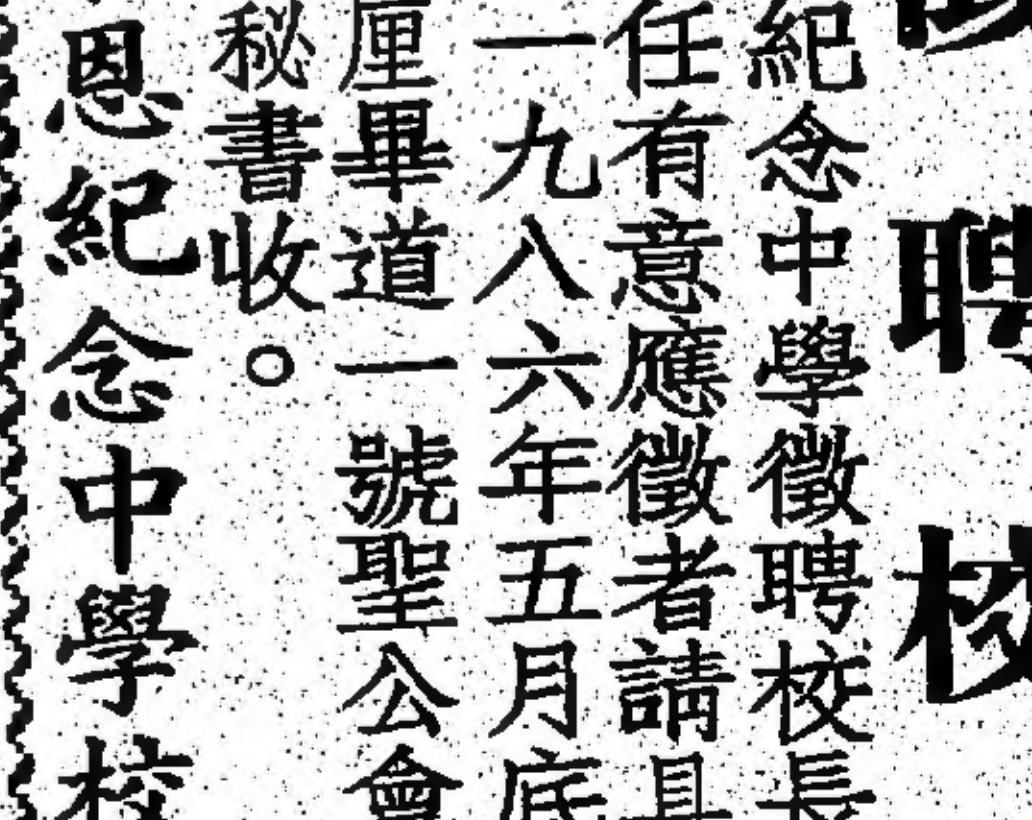 聘校
紀念中學徵聘校長
任有意應徵者請具
一九八六年五月底
厘畢道一號聖公會
秘書收。
恩紀念中學校